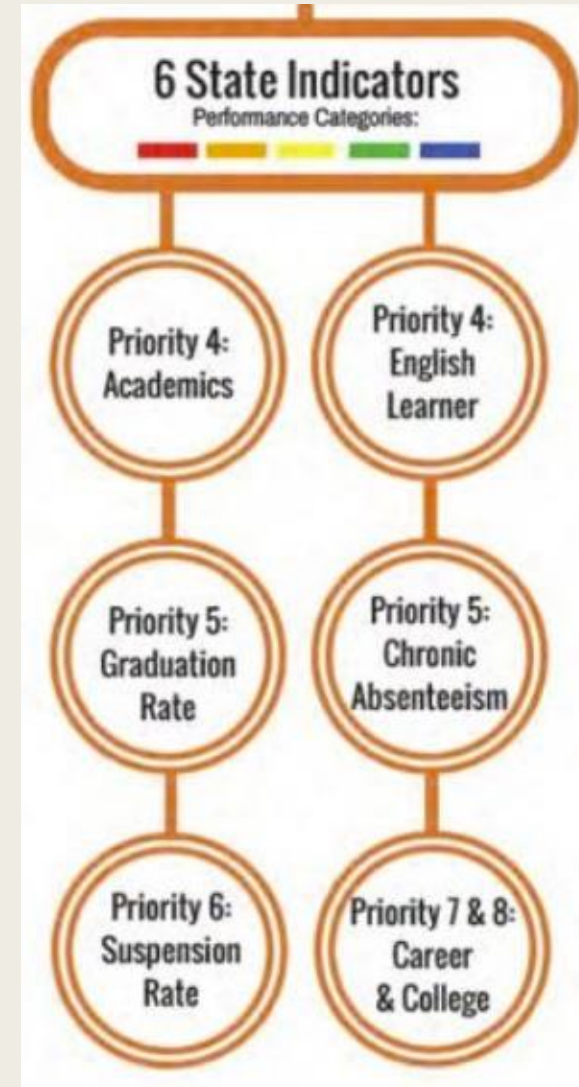 6 State Indicators
Performance Categories:
Priority 4:
Academics
Priority 4:
English
Learner
Priority 5:
Graduation
Rate
Priority 5:
Chronic
Absenteeism
Priority 6:
Suspension
Rate
Priority 7 & 8:
Career
& College